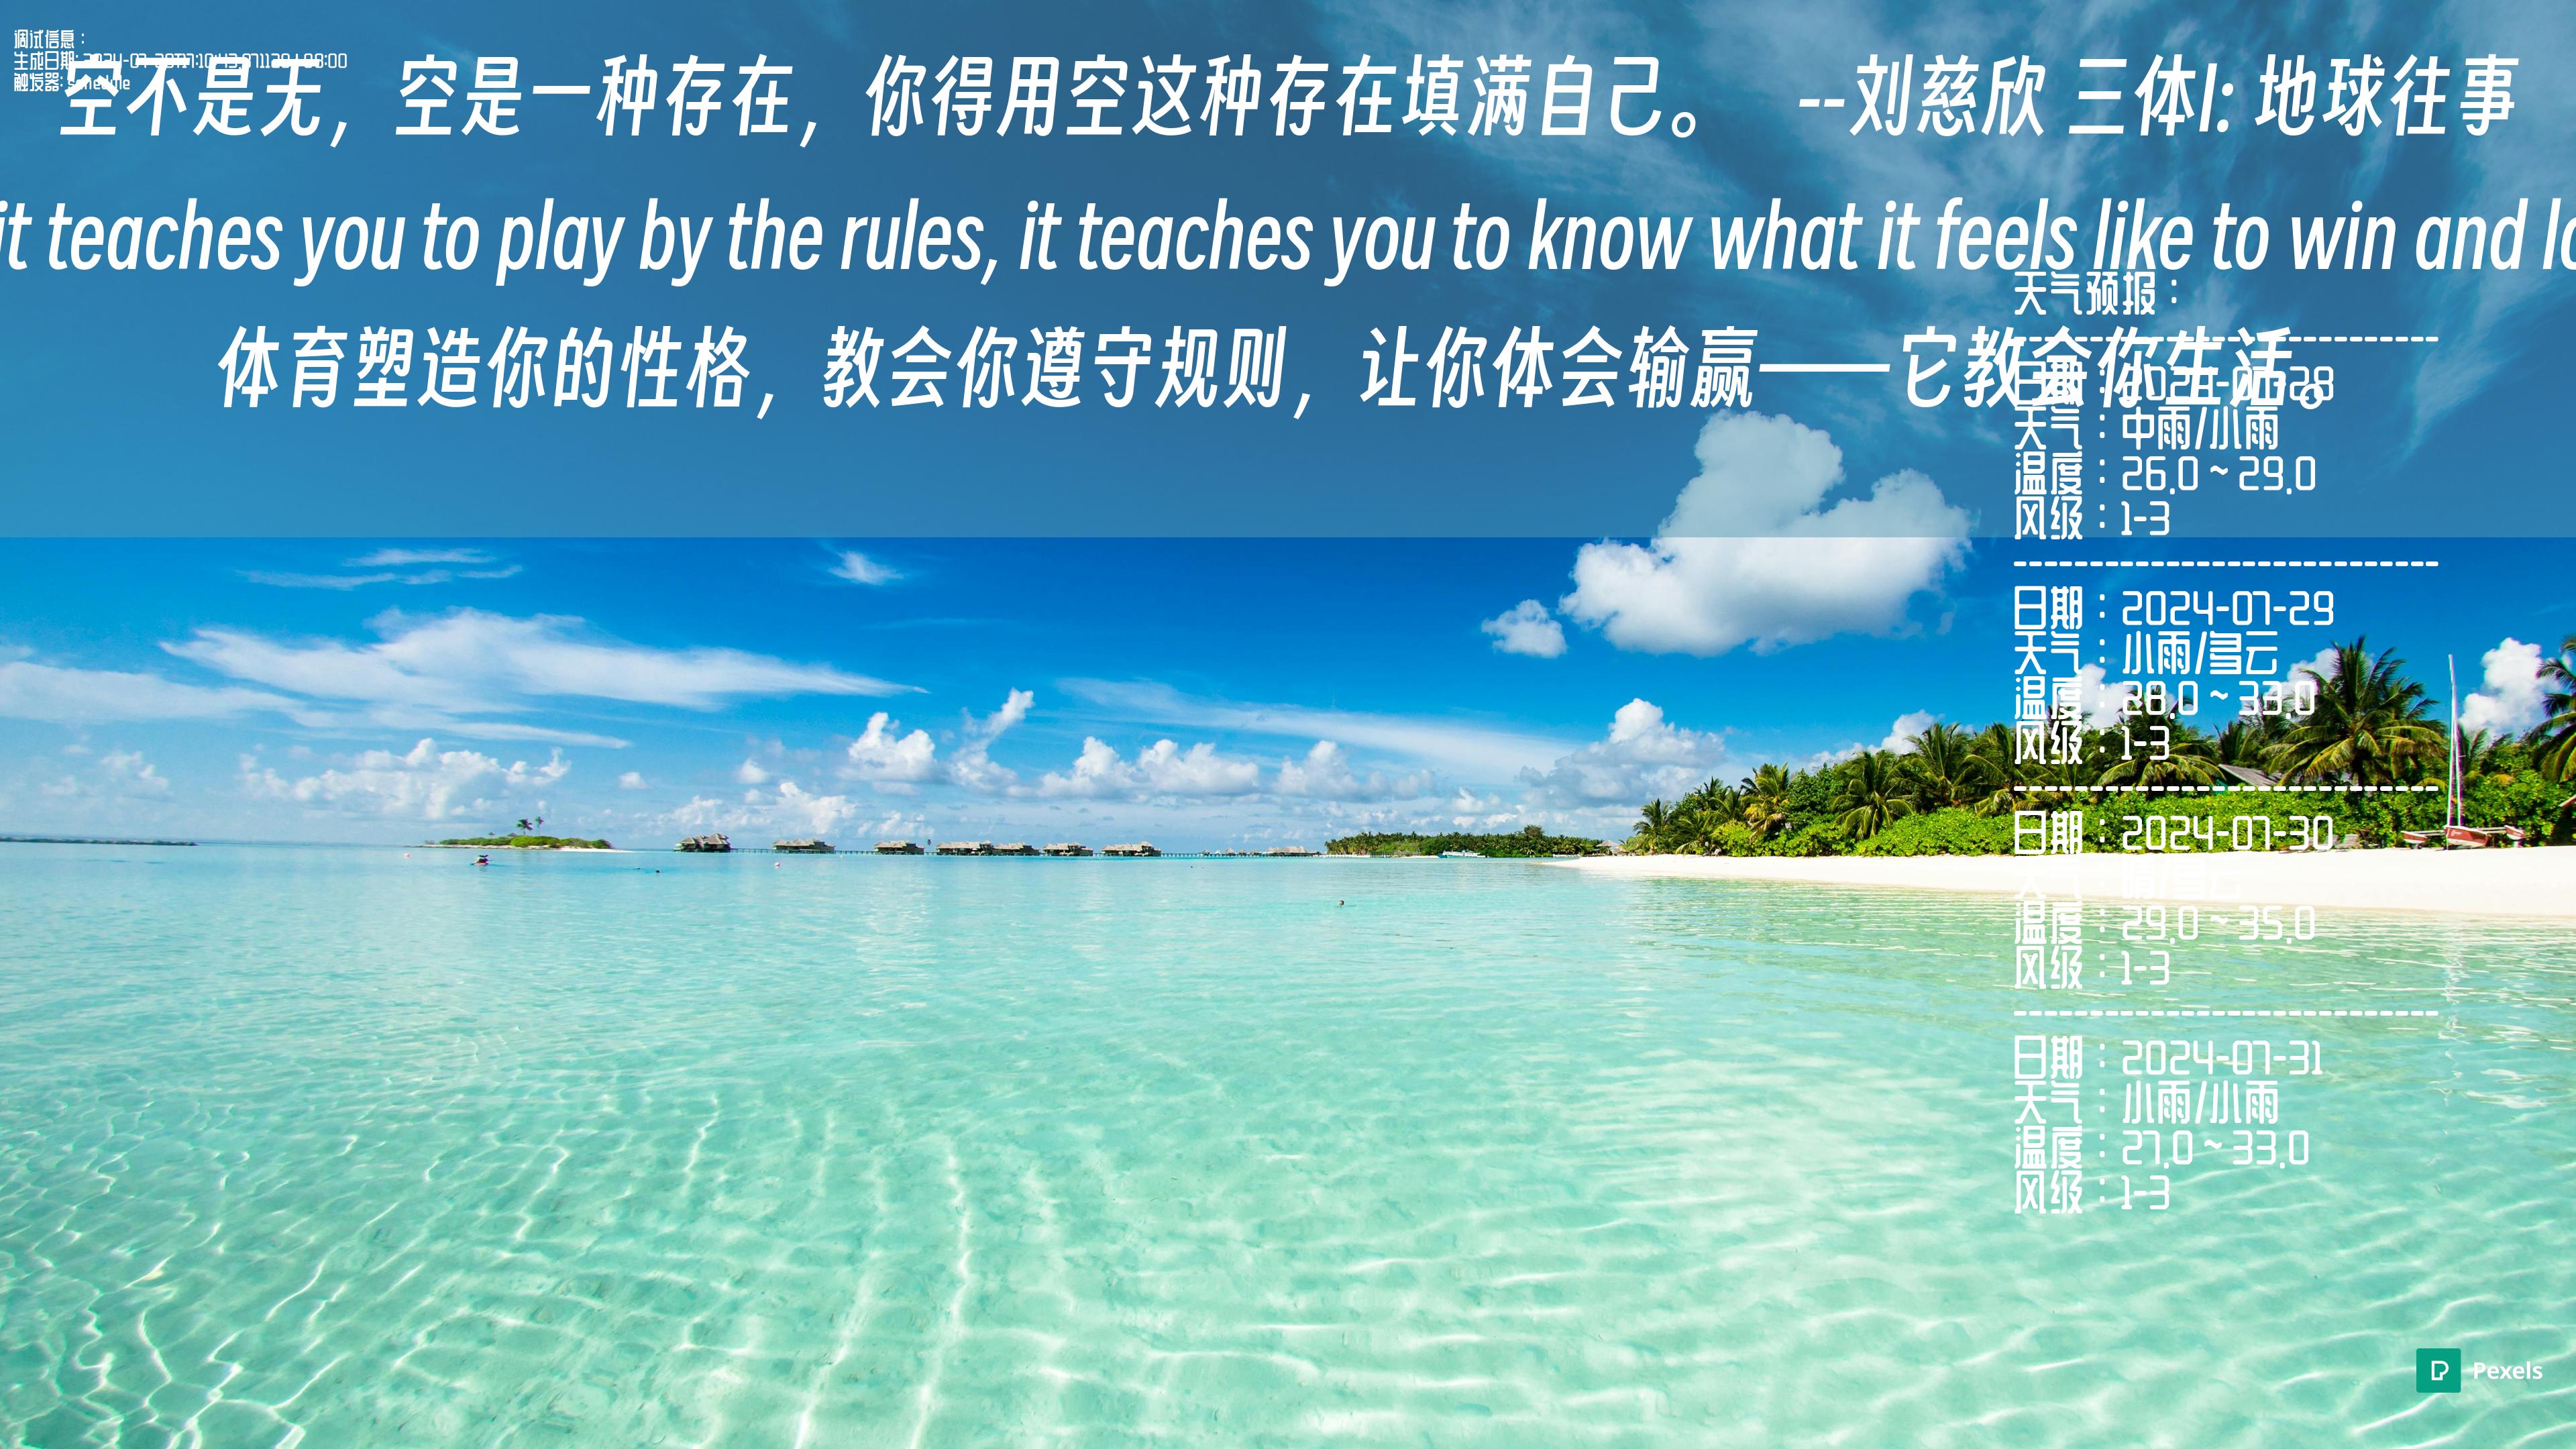 调试信息：
生成日期:
触发器: schedule
空不是无，空是一种存在，你得用空这种存在填满自己。 --刘慈欣 三体I: 地球往事
it teaches you to play by the rules, it teaches you to know what it feels like to win and lo
体育塑造你的性格，教会你遵守规则，让你体会输赢——它教会你生活。
天气预报：
----------------------------
日期：2024-07-28
天气：中雨/小雨
温度：26.0 ~ 29.0
风级：1-3
----------------------------
日期：2024-07-29
天气：小雨/多云
温度：28.0 ~ 33.0
风级：1-3
----------------------------
日期：2024-07-30
天气：晴/多云
温度：29.0 ~ 35.0
风级：1-3
----------------------------
日期：2024-07-31
天气：小雨/小雨
温度：27.0 ~ 33.0
风级：1-3
Pexels